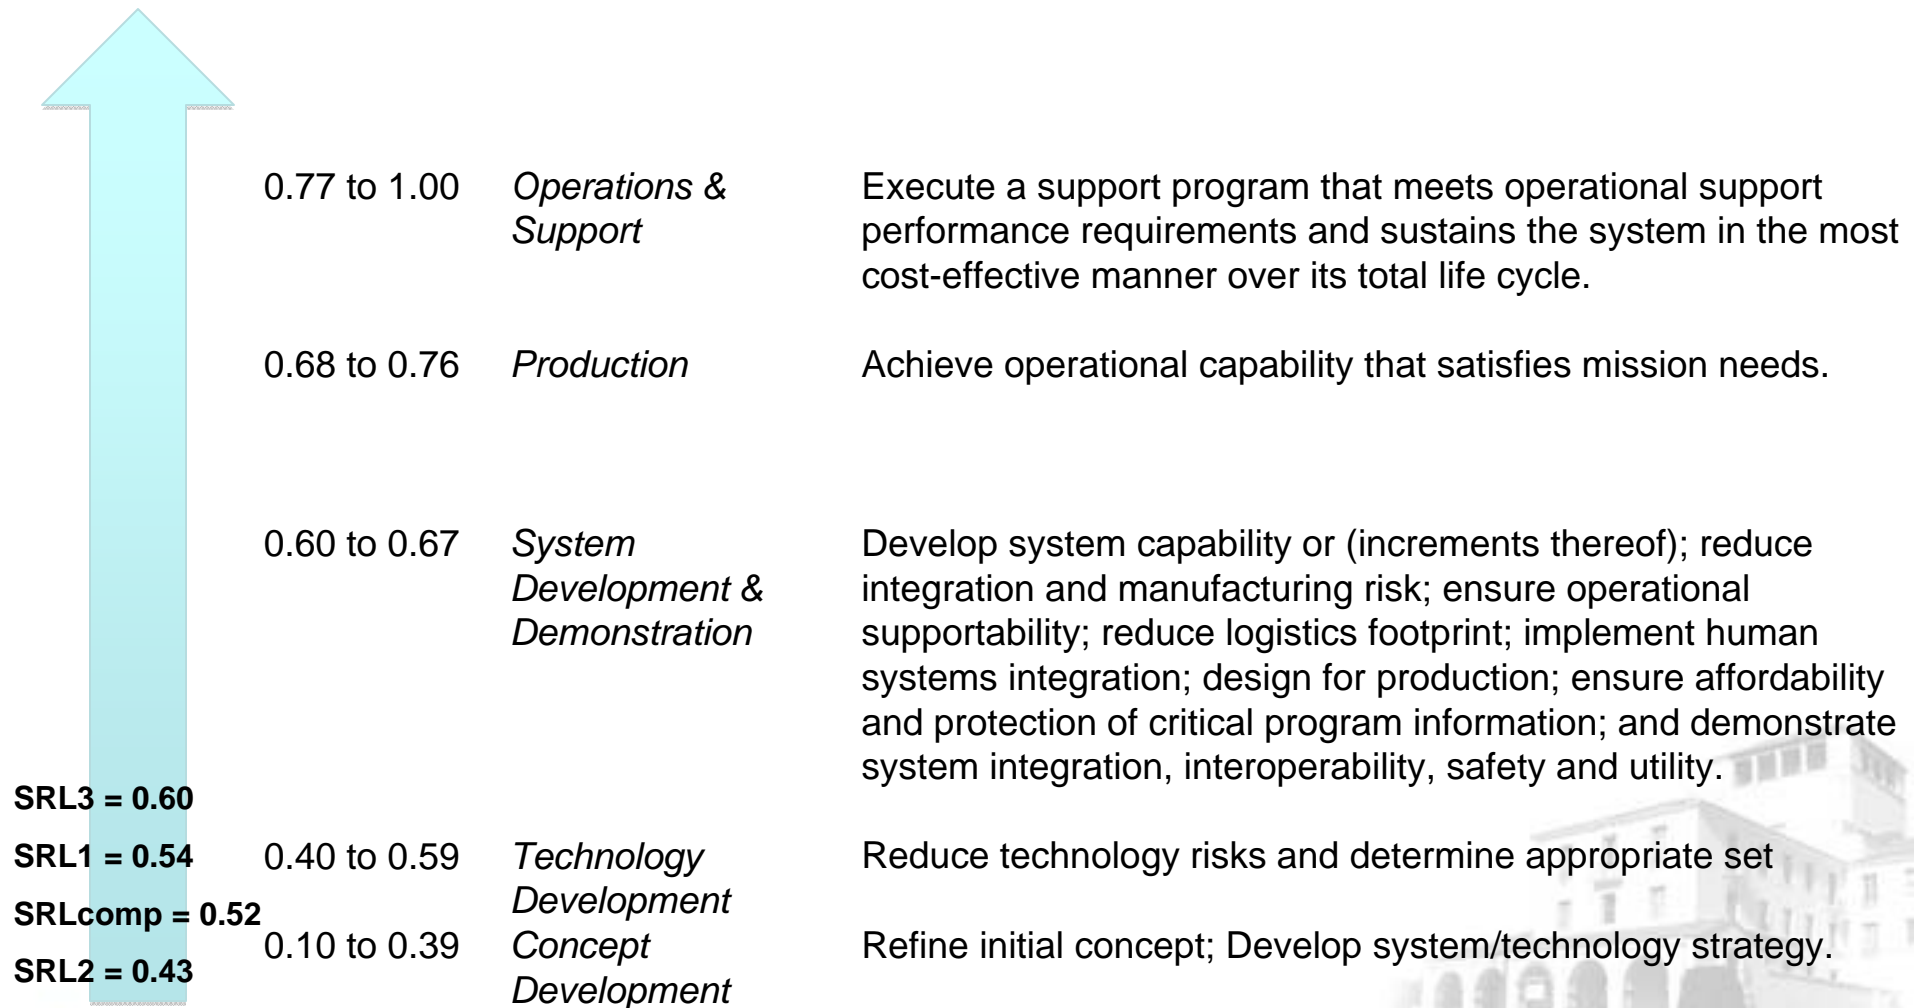 0.77 to 1.00 Operations & Execute a support program that meets operational support
Support performance requirements and sustains the system in the most
cost-effective manner over its total life cycle.
0.68 to 0.76 Production Achieve operational capability that satisfies mission needs.
0.60 to 0.67 System Develop system capability or (increments thereof); reduce
Development & integration and manufacturing risk; ensure operational
Demonstration supportability; reduce logistics footprint; implement human
systems integration; design for production; ensure affordability
and protection of critical program information; and demonstrate
system integration, interoperability, safety and utility.
SRL3 = 0.60
SRL1 = 0.54 0.40 to 0.59 Technology Reduce technology risks and determine appropriate set
Development
SRLcomp = 0.52
0.10 to 0.39 Concept Refine initial concept; Develop system/technology strategy.
SRL2 = 0.43
Development